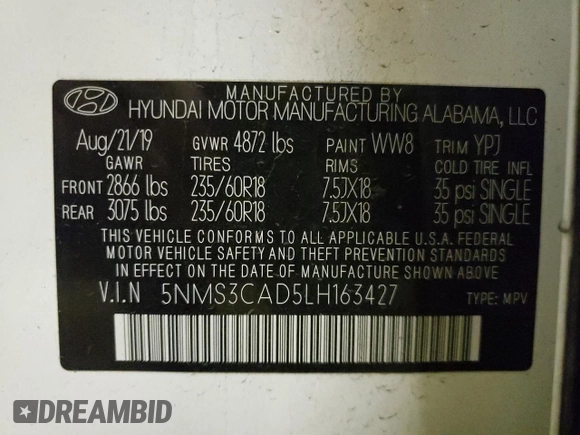 MANUFACTURED BY
HYUNDAI MOTOR MANUFACTURING ALABAMA, LLC
Aug/21/19 GVWR 4872 lbs PAINT WW8 TRIM YPJ
GAWR TIRES RIMS COLD TIRE INFL
FRONT 2866 lbs 235/60R18 7.5JX18 35 psi SINGLE
REAR 3075 lbs 235/60R18 7.5JX18 35 psi SINGLE
THIS VEHICLE CONFORMS TO ALL APPLICABLE U.S.A. FEDERAL
MOTOR VEHICLE SAFETY AND THEFT PREVENTION STANDARDS
IN EFFECT ON THE DATE OF MANUFACTURE SHOWN ABOVE.
V.I.N 5NMS3CAD5LH163427 TYPE: MPV
DREAMBID